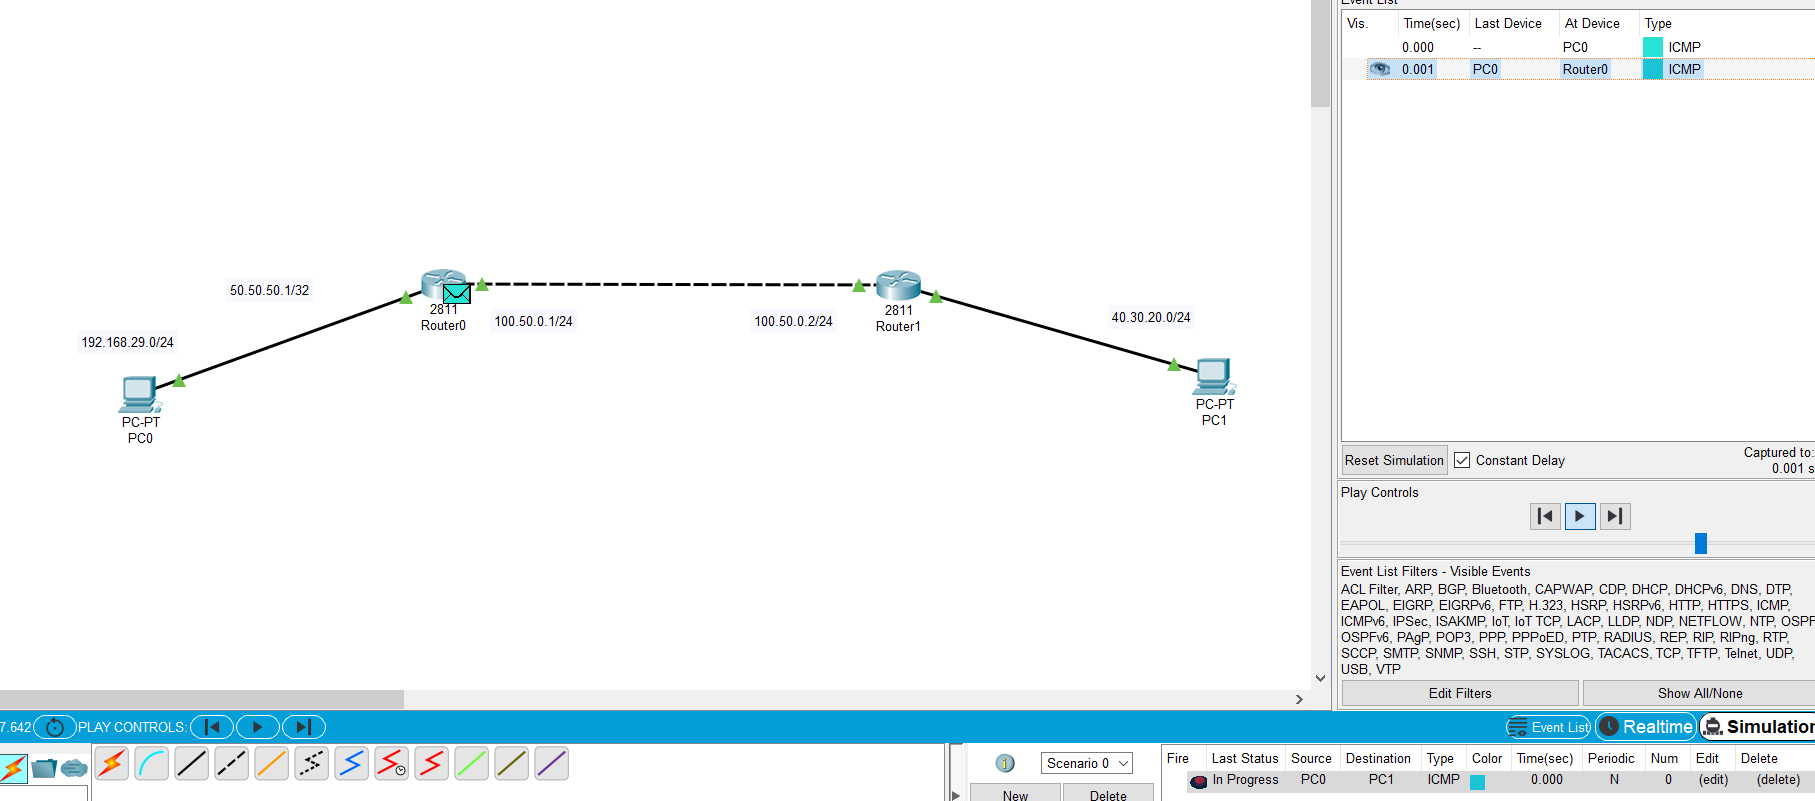 Event List
Vis. Time(sec) Last Device At Device Type
0.000 -- PC0 ICMP
0.001 PC0 Router0 ICMP
50.50.50.1/32
192.168.29.0/24
2811
Router0
100.50.0.1/24
100.50.0.2/24
2811
Router1
40.30.20.0/24
PC-PT
PC0
PC-PT
PC1
Reset Simulation Constant Delay Captured to:
0.001 s
Play Controls
Event List Filters - Visible Events
ACL Filter, ARP, BGP, Bluetooth, CAPWAP, CDP, DHCP, DHCPv6, DNS, DTP,
EAPOL, EIGRP, EIGRPv6, FTP, H.323, HSRP, HSRPv6, HTTP, HTTPS, ICMP,
ICMPv6, IPSec, ISAKMP, IoT, IoT TCP, LACP, LLDP, NDP, NETFLOW, NTP, OSPF
OSPFv6, PAgP, POP3, PPP, PPPoED, PTP, RADIUS, REP, RIP, RIPng, RTP,
SCCP, SMTP, SNMP, SSH, STP, SYSLOG, TACACS, TCP, TFTP, Telnet, UDP,
USB, VTP
Edit Filters Show All/None
7.642 PLAY CONTROLS: Event List Realtime Simulation
Scenario 0
New Delete
Fire Last Status Source Destination Type Color Time(sec) Periodic Num Edit Delete
In Progress PC0 PC1 ICMP 0.000 N 0 (edit) (delete)